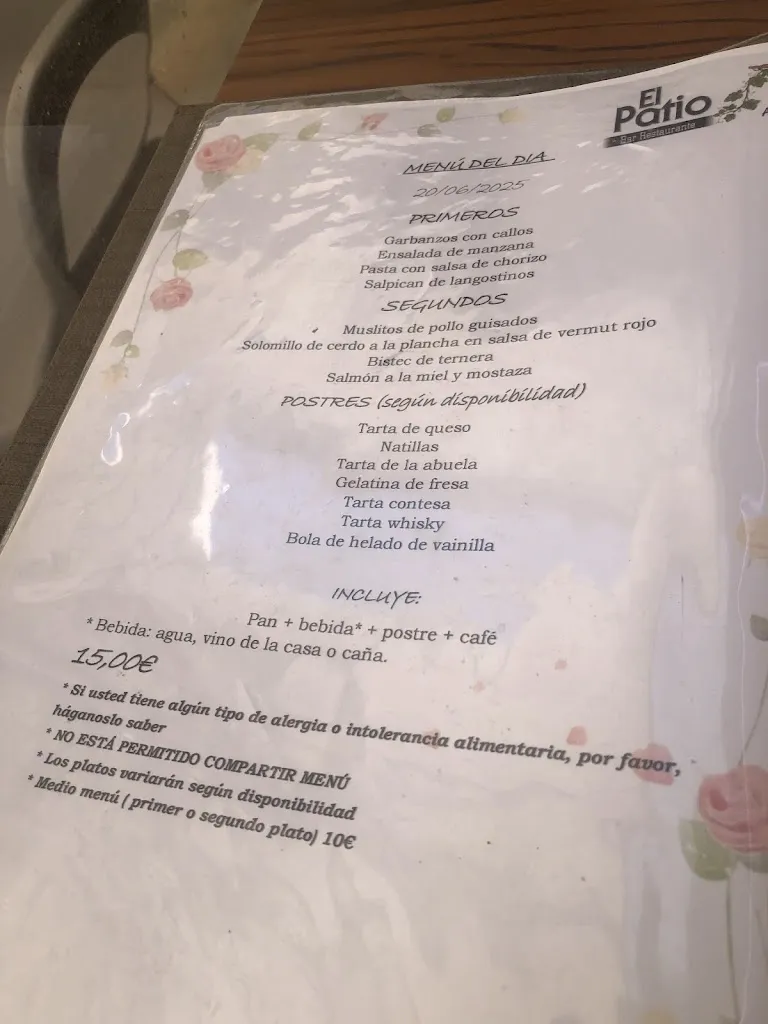 El
Patio
Bar Restaurante
MENÚ DEL DIA
20/06/2025
PRIMEROS
Garbanzos con callos
Ensalada de manzana
Pasta con salsa de chorizo
Salpican de langostinos
SEGUNDOS
Muslitos de pollo guisados
Solomillo de cerdo a la plancha en salsa de vermut rojo
Bistec de ternera
Salmón a la miel y mostaza
POSTRES (según disponibilidad)
Tarta de queso
Natillas
Tarta de la abuela
Gelatina de fresa
Tarta contesa
Tarta whisky
Bola de helado de vainilla
INCLUYE:
Pan + bebida* + postre + café
* Bebida: agua, vino de la casa o caña.
15,00€
* Si usted tiene algún tipo de alergia o intolerancia alimentaria, por favor,
háganoslo saber
* NO ESTÁ PERMITIDO COMPARTIR MENÚ
* Los platos variarán según disponibilidad
* Medio menú ( primer o segundo plato) 10€